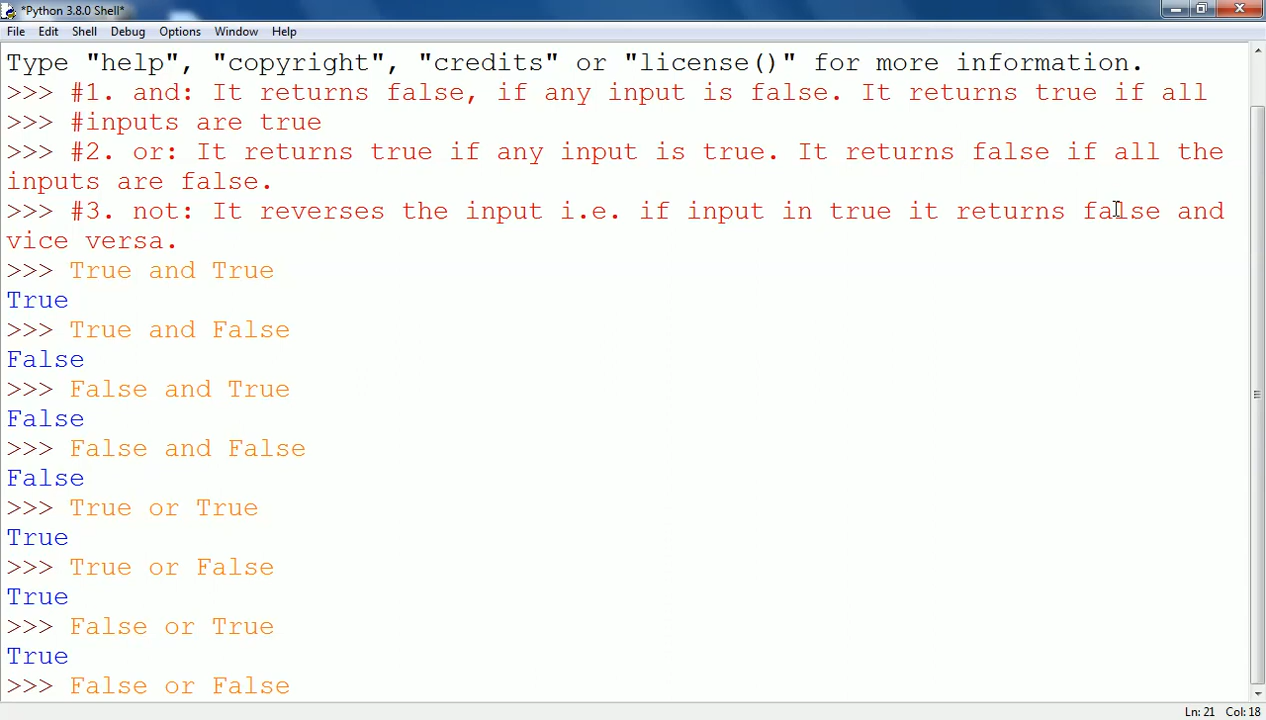 *Python 3.8.0 Shell*
File Edit Shell Debug Options Window Help
Type "help", "copyright", "credits" or "license()" for more information.
>>> #1. and: It returns false, if any input is false. It returns true if all
>>> #inputs are true
>>> #2. or: It returns true if any input is true. It returns false if all the
inputs are false.
>>> #3. not: It reverses the input i.e. if input in true it returns false and
vice versa.
>>> True and True
True
>>> True and False
False
>>> False and True
False
>>> False and False
False
>>> True or True
True
>>> True or False
True
>>> False or True
True
>>> False or False
Ln: 21 Col: 18